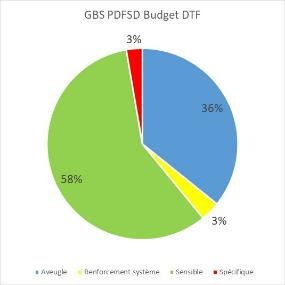 GBS PDFSD Budget DTF
3%
36%
58%
3%
Aveugle Renforcement système Sensible Spécifique